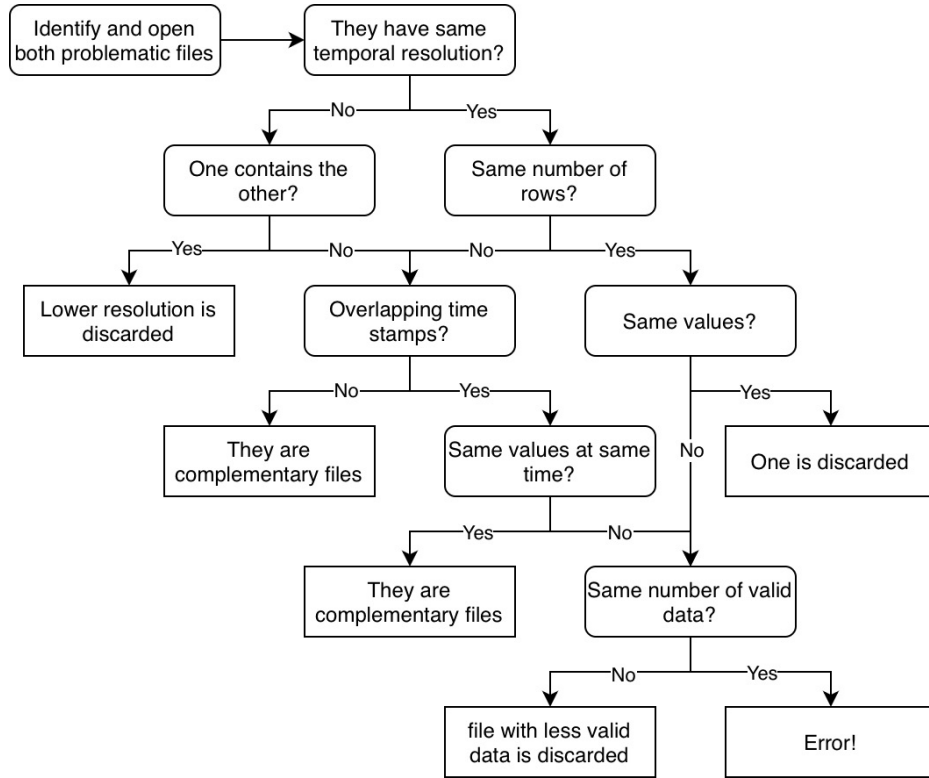 Identify and open
both problematic files
They have same
temporal resolution?
No
Yes
One contains the
other?
Same number of
rows?
Yes
No
No
Yes
Lower resolution is
discarded
Overlapping time
stamps?
Same values?
No
Yes
Yes
They are
complementary files
Same values at same
time?
No
One is discarded
Yes
No
They are
complementary files
Same number of valid
data?
No
Yes
file with less valid
data is discarded
Error!